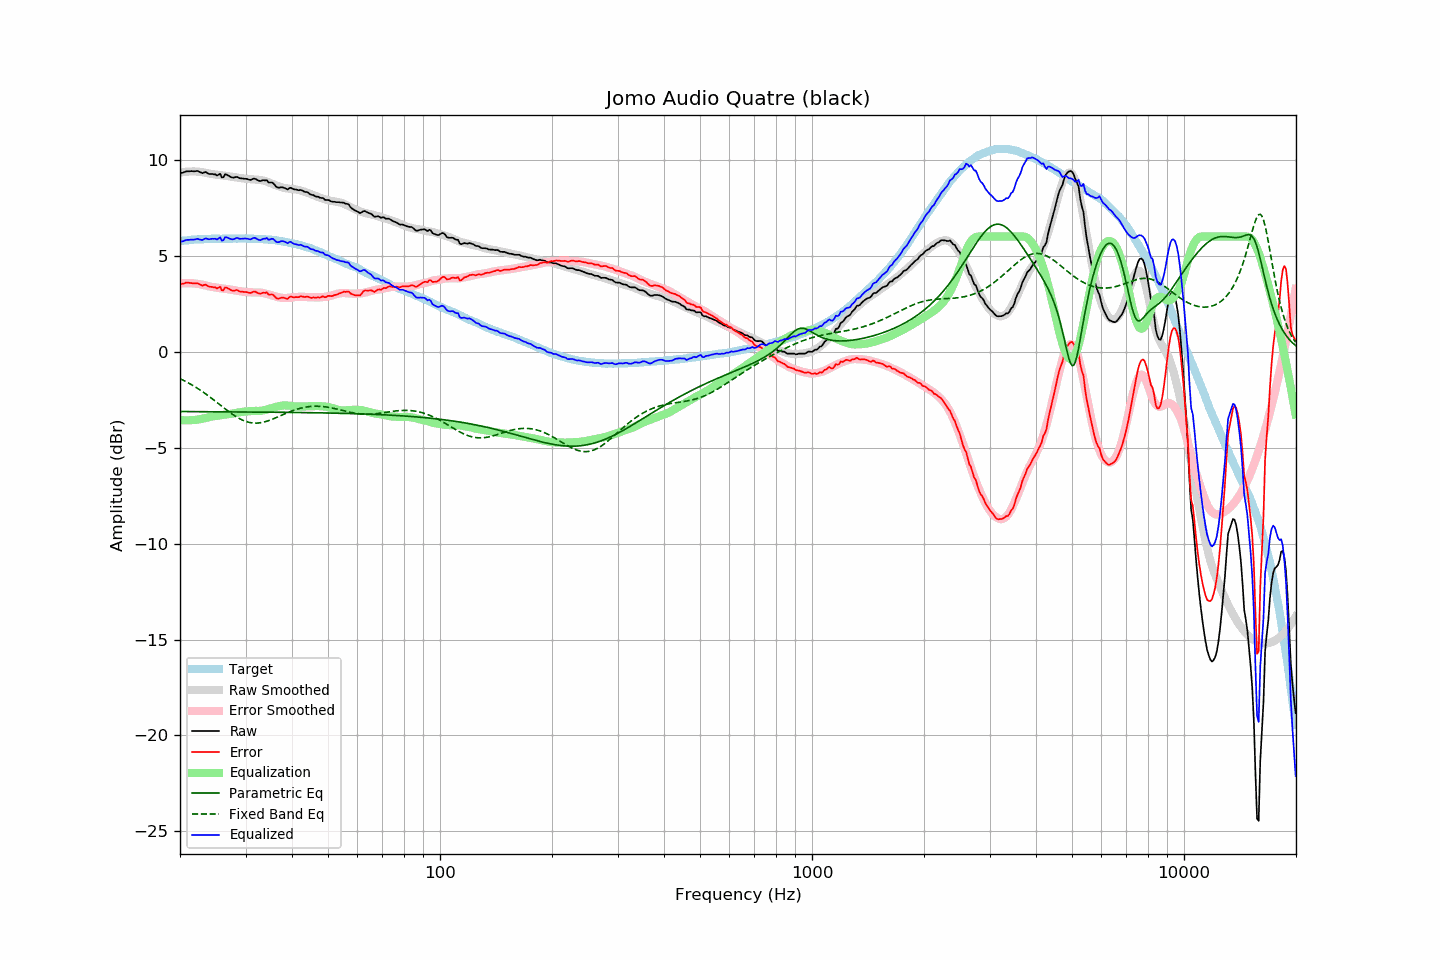 Jomo Audio Quatre (black)
10
5
0
−5
−10
−15
−20
−25
Amplitude (dBr)
Target
Raw Smoothed
Error Smoothed
Raw
Error
Equalization
Parametric Eq
Fixed Band Eq
Equalized
100
1000
10000
Frequency (Hz)